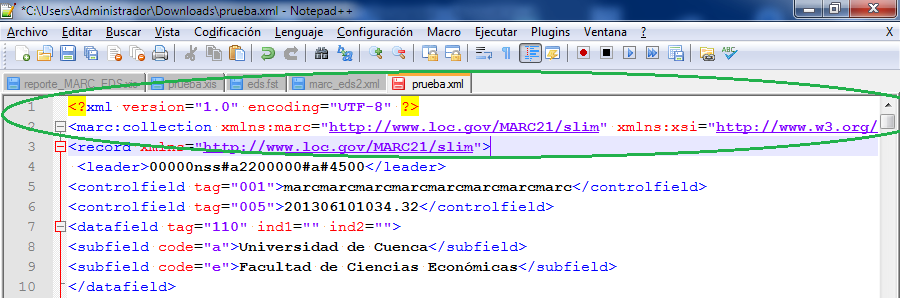 *C:\Users\Administrador\Downloads\prueba.xml - Notepad++
Archivo Editar Buscar Vista Codificación Lenguaje Configuración Macro Ejecutar Plugins Ventana ? X
reporte_MARC_EDS.xis prueba.xis eds.fst marc_eds2.xml prueba.xml
1 <?xml version="1.0" encoding="UTF-8" ?>
2 <marc:collection xmlns:marc="http://www.loc.gov/MARC21/slim" xmlns:xsi="http://www.w3.org/
3 <record xmlns="http://www.loc.gov/MARC21/slim">
4 <leader>00000nss#a2200000#a#4500</leader>
5 <controlfield tag="001">marcmarcmarcmarcmarcmarcmarcmarc</controlfield>
6 <controlfield tag="005">201306101034.32</controlfield>
7 <datafield tag="110" ind1="" ind2="">
8 <subfield code="a">Universidad de Cuenca</subfield>
9 <subfield code="e">Facultad de Ciencias Económicas</subfield>
10 </datafield>